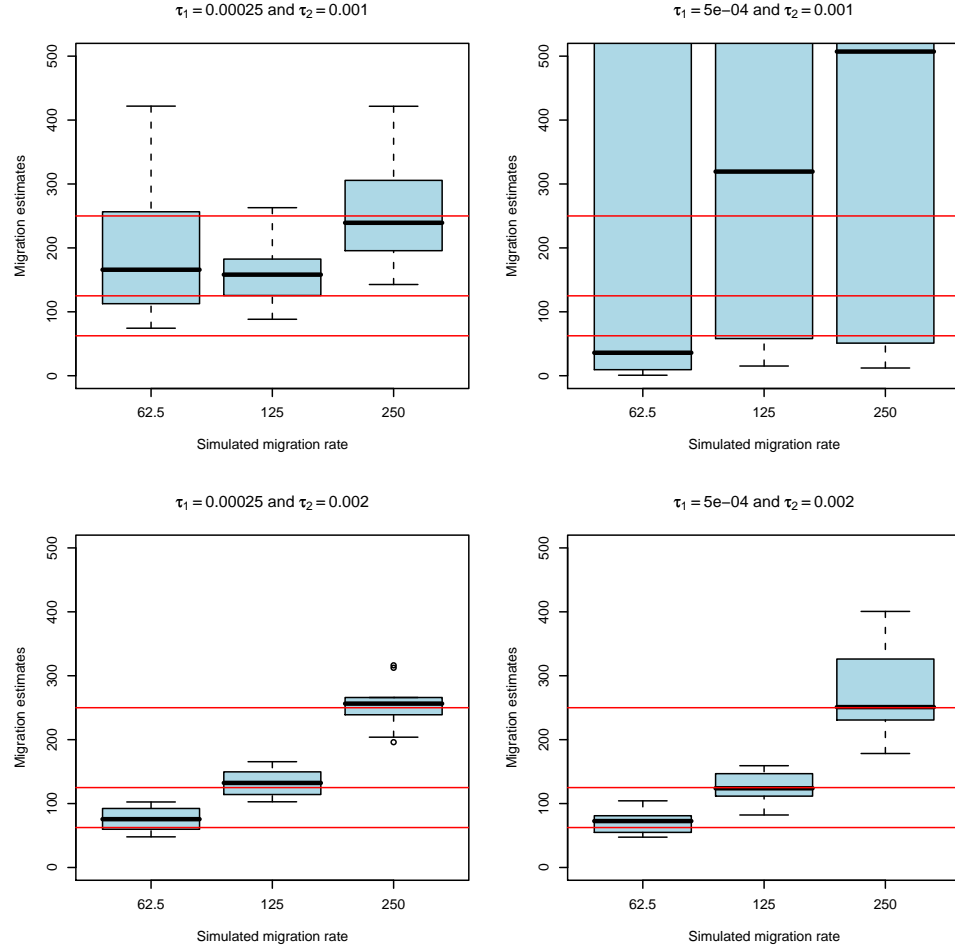 τ1 = 0.00025 and τ2 = 0.001
500
400
300
200
100
0
Migration estimates
62.5 125 250
Simulated migration rate
τ1 = 5e−04 and τ2 = 0.001
500
400
300
200
100
0
Migration estimates
62.5 125 250
Simulated migration rate
τ1 = 0.00025 and τ2 = 0.002
500
400
300
200
100
0
Migration estimates
62.5 125 250
Simulated migration rate
τ1 = 5e−04 and τ2 = 0.002
500
400
300
200
100
0
Migration estimates
62.5 125 250
Simulated migration rate